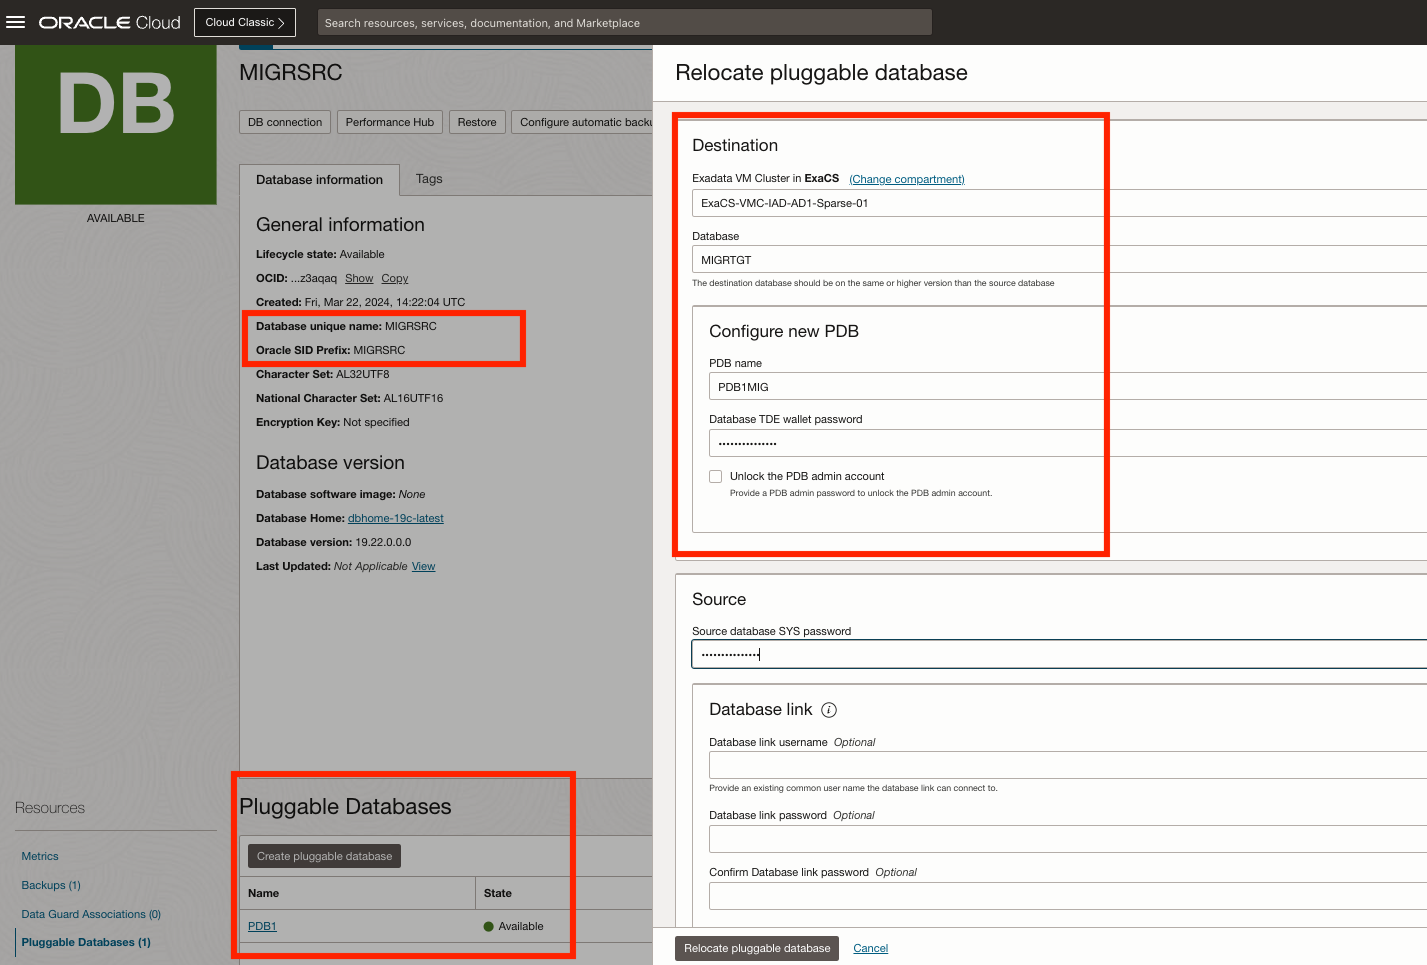 ORACLE Cloud
Cloud Classic
Search resources, services, documentation, and Marketplace
DB
AVAILABLE
MIGRSRC
DB connection
Performance Hub
Restore
Configure automatic backu
Database information
Tags
General information
Lifecycle state: Available
OCID: ...z3aqaq Show Copy
Created: Fri, Mar 22, 2024, 14:22:04 UTC
Database unique name: MIGRSRC
Oracle SID Prefix: MIGRSRC
Character Set: AL32UTF8
National Character Set: AL16UTF16
Encryption Key: Not specified
Database version
Database software image: None
Database Home: dbhome-19c-latest
Database version: 19.22.0.0.0
Last Updated: Not Applicable View
Resources
Metrics
Backups (1)
Data Guard Associations (0)
Pluggable Databases (1)
Pluggable Databases
Create pluggable database
Name State
PDB1 Available
Relocate pluggable database
Destination
Exadata VM Cluster in ExaCS (Change compartment)
ExaCS-VMC-IAD-AD1-Sparse-01
Database
MIGRTGT
The destination database should be on the same or higher version than the source database
Configure new PDB
PDB name
PDB1MIG
Database TDE wallet password
Unlock the PDB admin account
Provide a PDB admin password to unlock the PDB admin account.
Source
Source database SYS password
Database link
Database link username Optional
Provide an existing common user name the database link can connect to.
Database link password Optional
Confirm Database link password Optional
Relocate pluggable database
Cancel